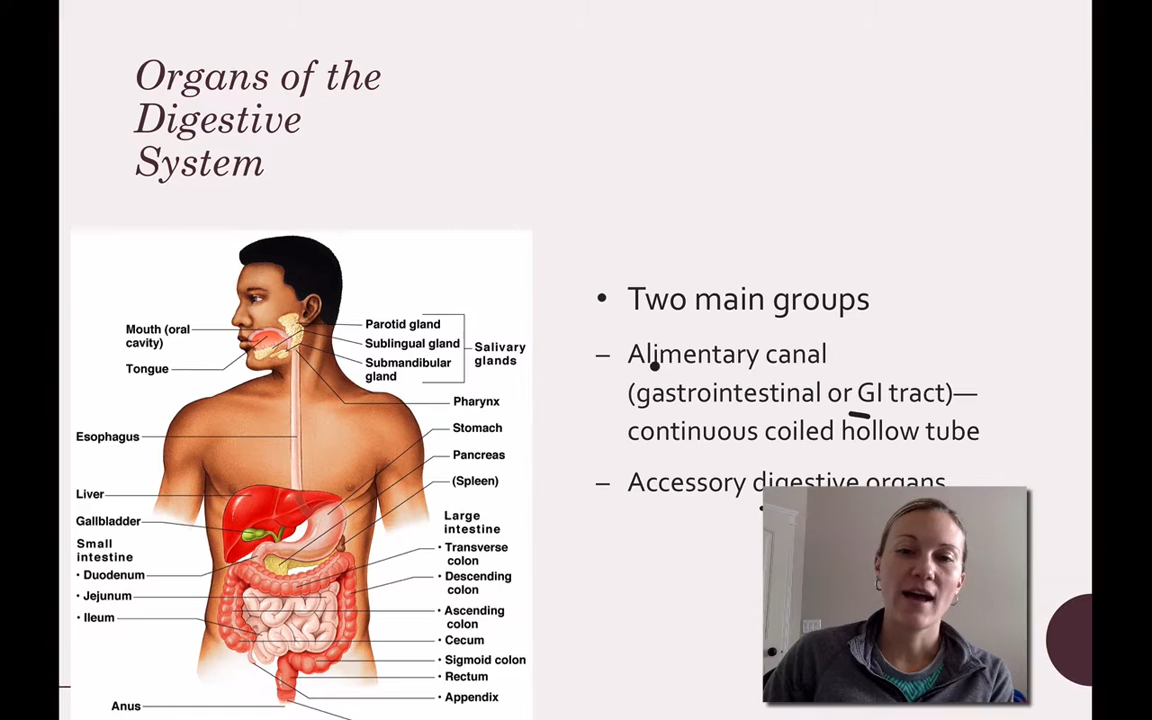 Organs of the
Digestive
System
Mouth (oral
cavity)
Tongue
Esophagus
Liver
Gallbladder
Small
intestine
• Duodenum
• Jejunum
• Ileum
Anus
Parotid gland
Sublingual gland
Submandibular
gland
Salivary
glands
Pharynx
Stomach
Pancreas
(Spleen)
Large
intestine
• Transverse
colon
• Descending
colon
• Ascending
colon
• Cecum
• Sigmoid colon
• Rectum
• Appendix
• Two main groups
– Alimentary canal
(gastrointestinal or GI tract)—
continuous coiled hollow tube
– Accessory digestive organs